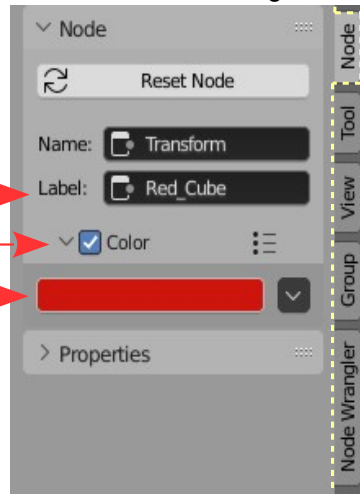 Node
Reset Node
Name: Transform
Label: Red_Cube
Color
Properties
Node
Tool
View
Group
Node Wrangler